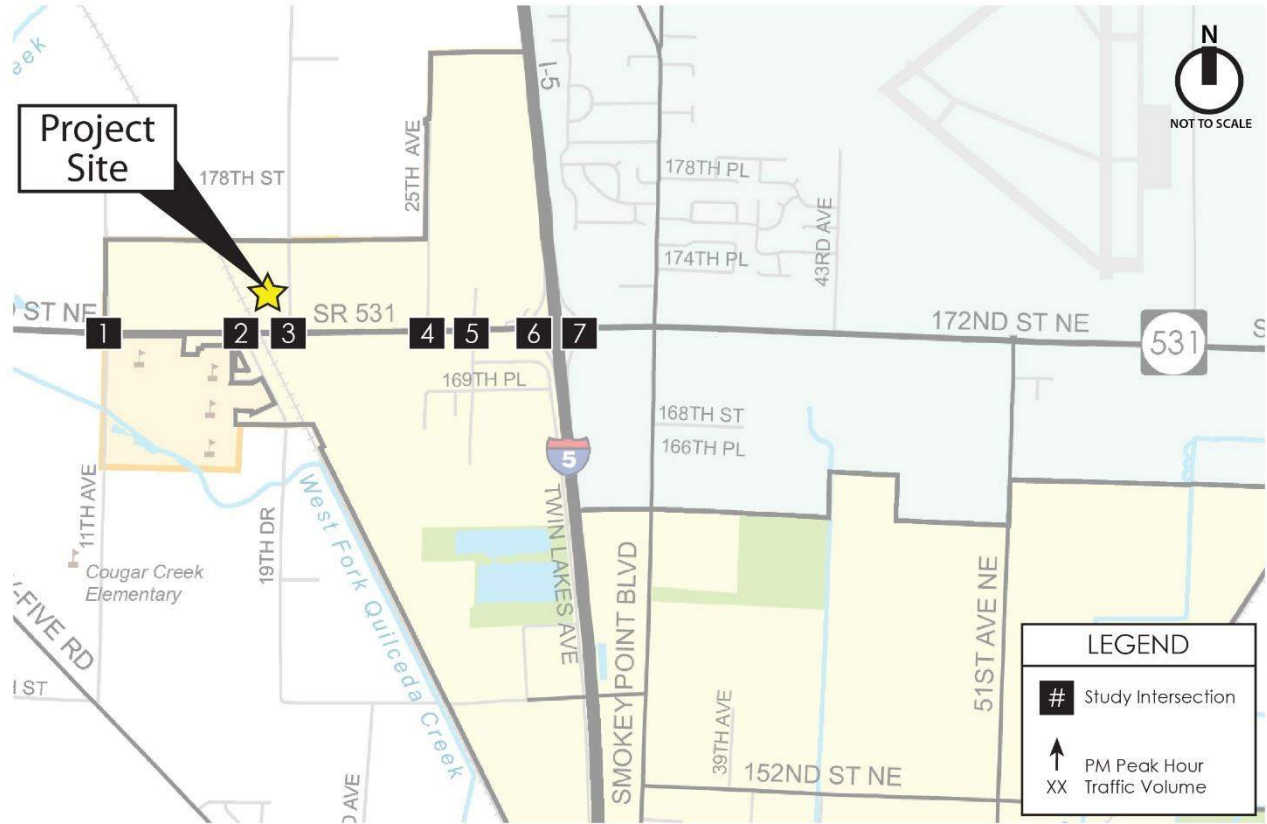 eek
I-5
N
NOT TO SCALE
Project
Site
178TH ST
25TH AVE
178TH PL
174TH PL
43RD AVE
D ST NE
SR 531
172ND ST NE
531
S
1
2
3
4
5
6
7
169TH PL
168TH ST
166TH PL
5
11TH AVE
19TH DR
West Fork Quilceda Creek
TWIN LAKES AVE
SMOKEY POINT BLVD
51ST AVE NE
Cougar Creek
Elementary
-FIVE RD
ST
39TH AVE
152ND ST NE
D AVE
LEGEND
# Study Intersection
PM Peak Hour
XX Traffic Volume